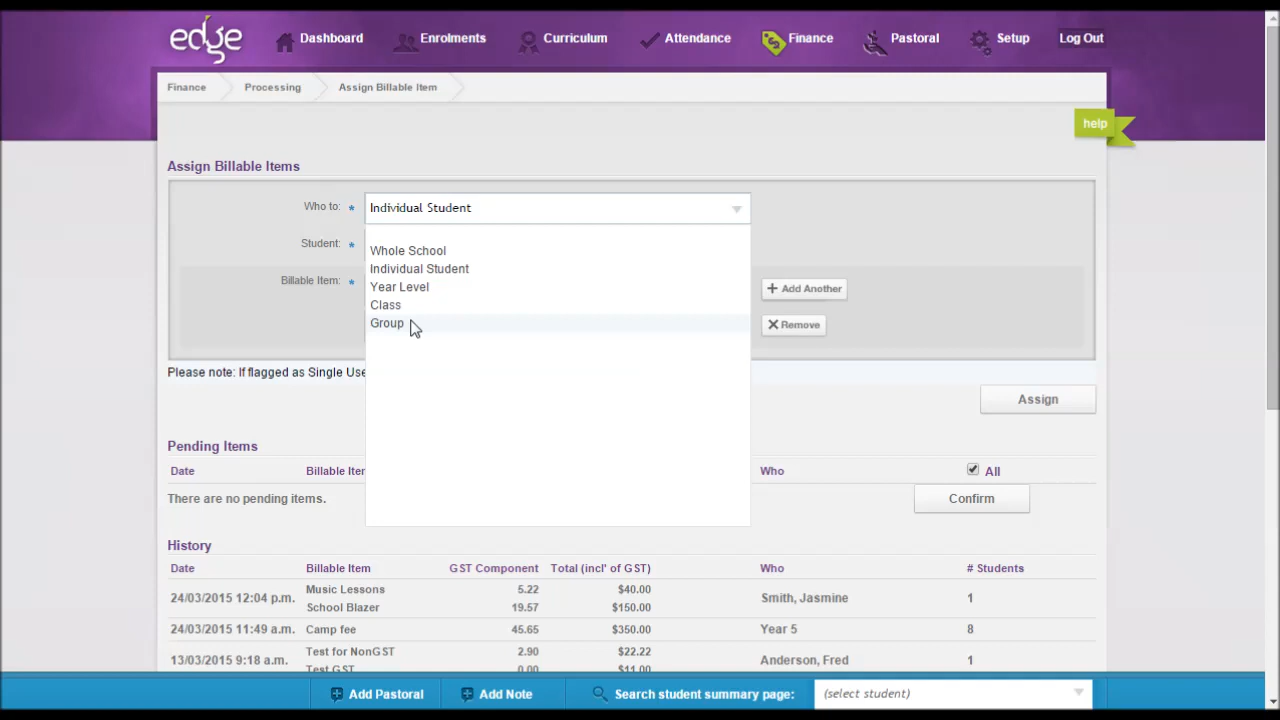 edge
Dashboard Enrolments Curriculum Attendance Finance Pastoral Setup Log Out
Finance Processing Assign Billable Item
help
Assign Billable Items
Who to: * Individual Student
Student: *
Whole School
Individual Student
Billable Item: *
Year Level
+ Add Another
Class
Group
X Remove
Please note: If flagged as Single Use
Assign
Pending Items
Date Billable Iter Who All
There are no pending items.
Confirm
History
Date Billable Item GST Component Total (incl' of GST) Who # Students
24/03/2015 12:04 p.m. Music Lessons 5.22 $40.00 Smith, Jasmine 1
School Blazer 19.57 $150.00
24/03/2015 11:49 a.m. Camp fee 45.65 $350.00 Year 5 8
13/03/2015 9:18 a.m. Test for NonGST 2.90 $22.22 Anderson, Fred 1
Test GST 0.00 $11.00
Add Pastoral Add Note Search student summary page: (select student)